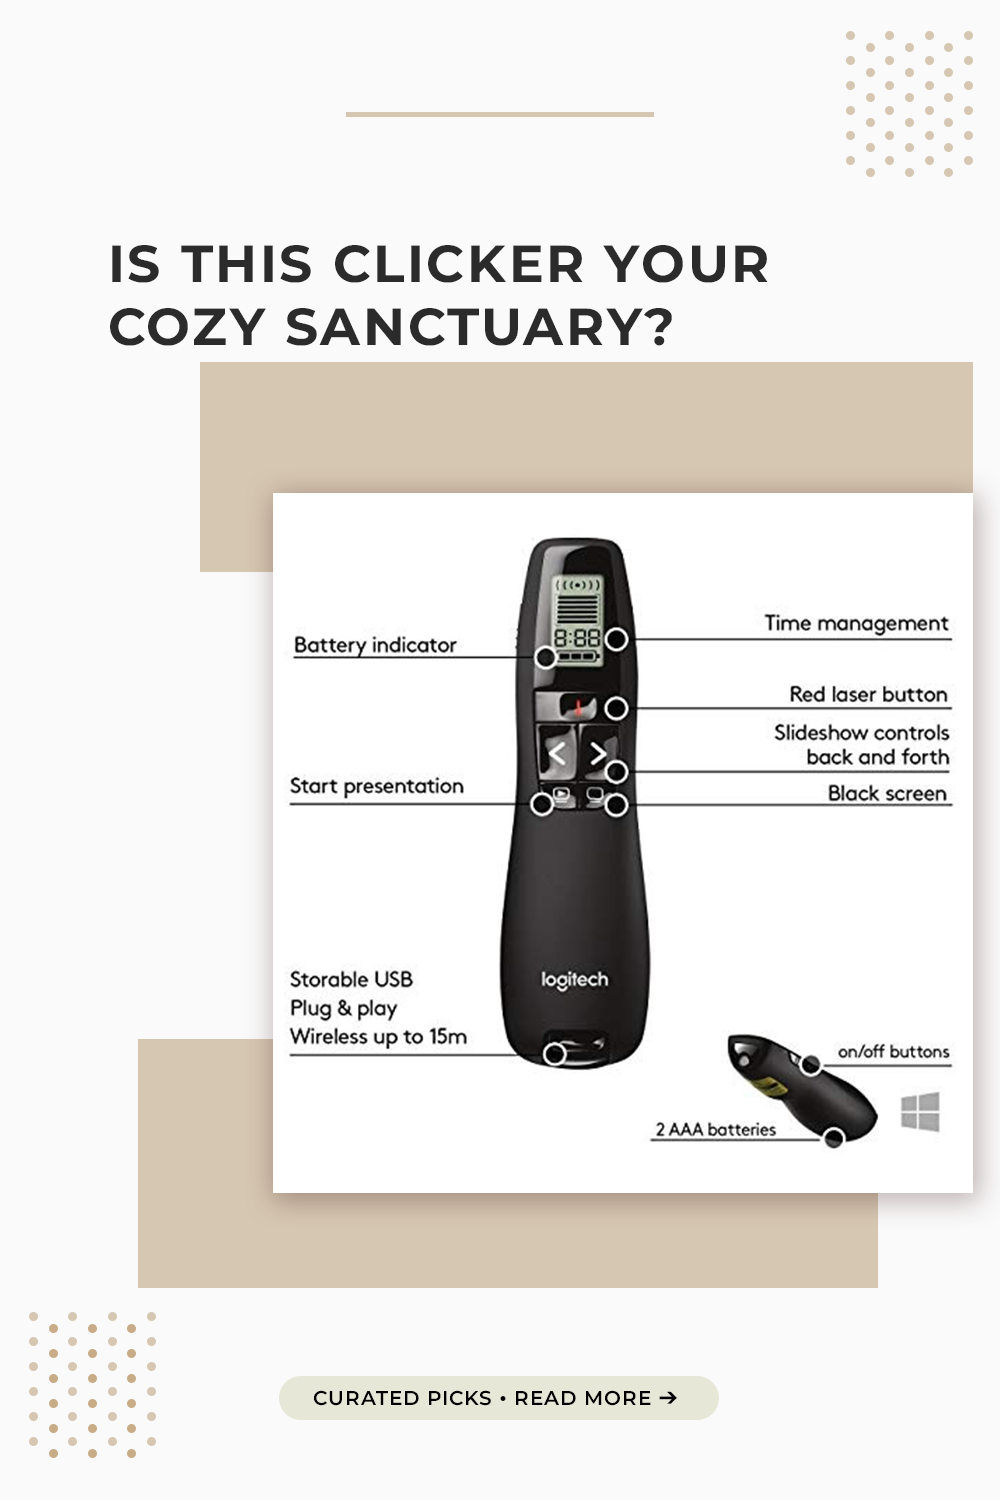 IS THIS CLICKER YOUR
COZY SANCTUARY?
Battery indicator
Time management
8:88
Red laser button
Slideshow controls
back and forth
Start presentation
Black screen
logitech
Storable USB
Plug & play
Wireless up to 15m
on/off buttons
2 AAA batteries
CURATED PICKS • READ MORE →